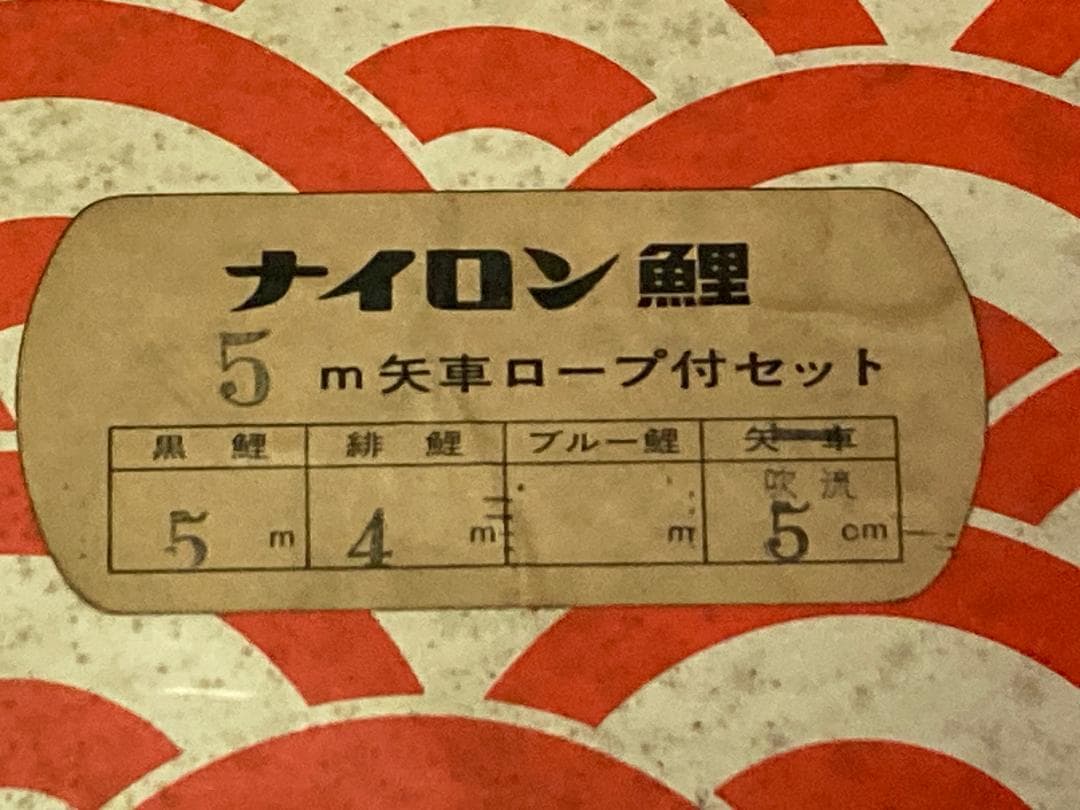 ナイロン鯉
5 m矢車ロープ付セット
黒鯉 緋鯉 ブルー鯉 矢車
吹流
5 m 4 m m 5 cm